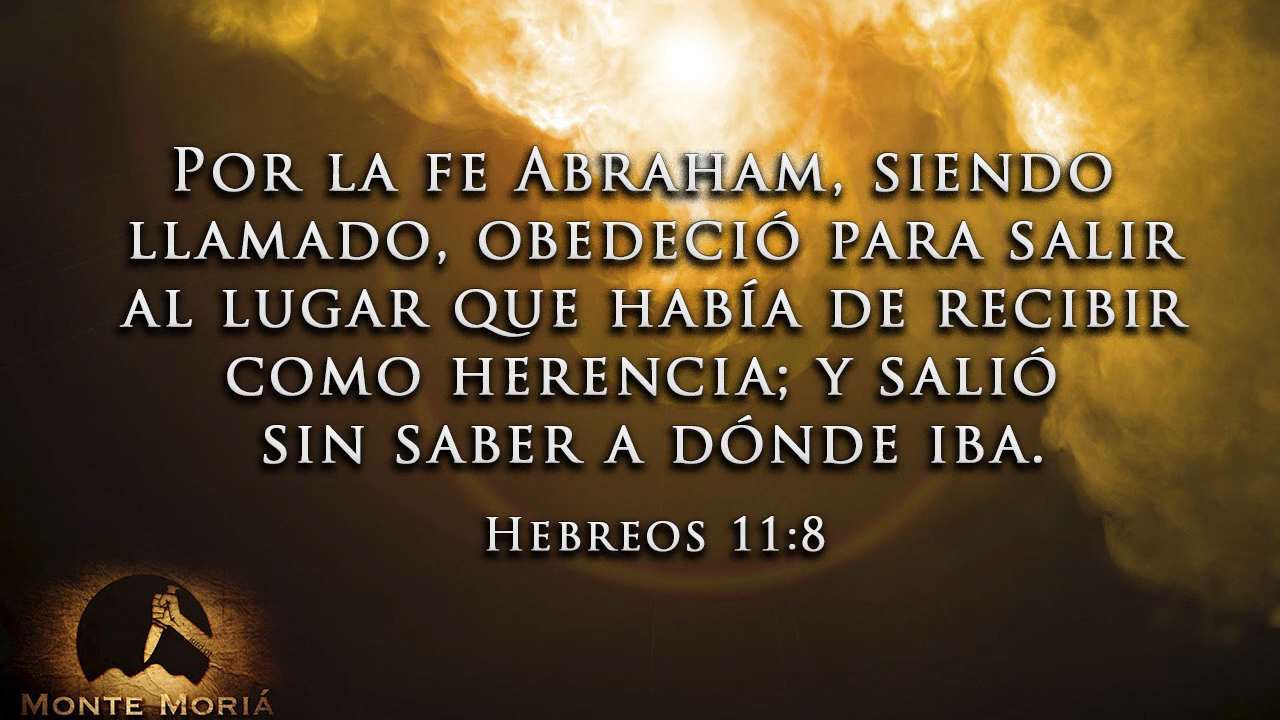 Por la fe Abraham, siendo
llamado, obedeció para salir
al lugar que había de recibir
como herencia; y salió
sin saber a dónde iba.
Hebreos 11:8
Monte Moriá